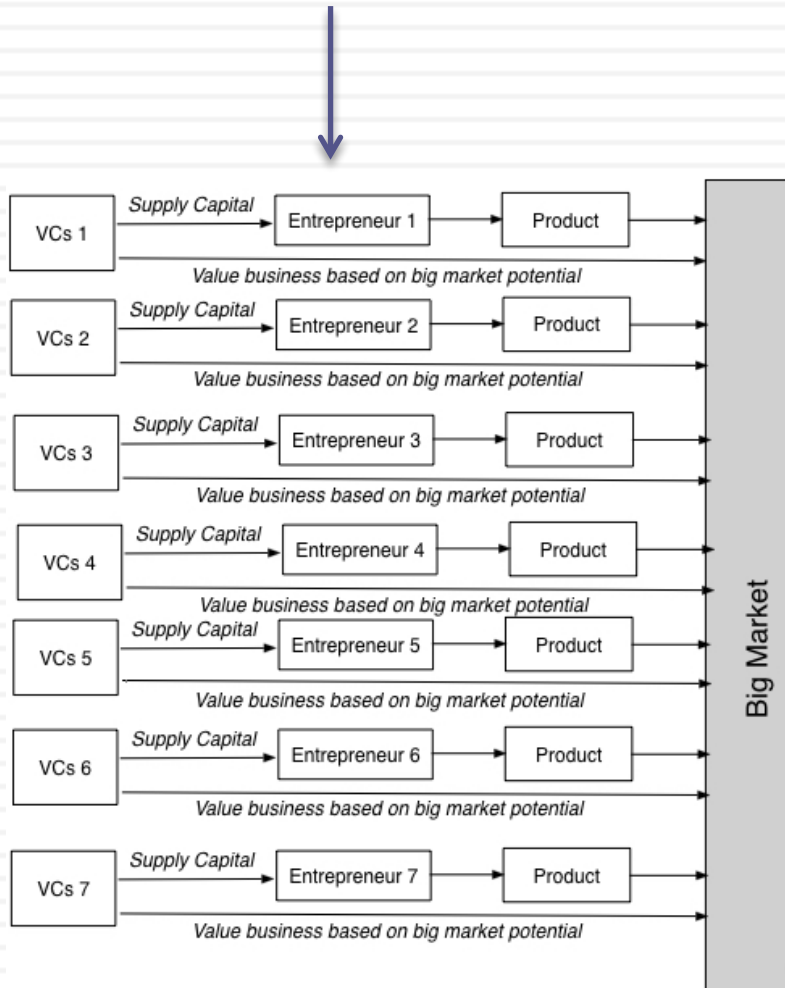 Supply Capital
VCs 1
Entrepreneur 1
Product
Value business based on big market potential
Supply Capital
VCs 2
Entrepreneur 2
Product
Value business based on big market potential
Supply Capital
VCs 3
Entrepreneur 3
Product
Value business based on big market potential
Supply Capital
VCs 4
Entrepreneur 4
Product
Value business based on big market potential
Supply Capital
VCs 5
Entrepreneur 5
Product
Value business based on big market potential
Supply Capital
VCs 6
Entrepreneur 6
Product
Value business based on big market potential
Supply Capital
VCs 7
Entrepreneur 7
Product
Value business based on big market potential
Big Market